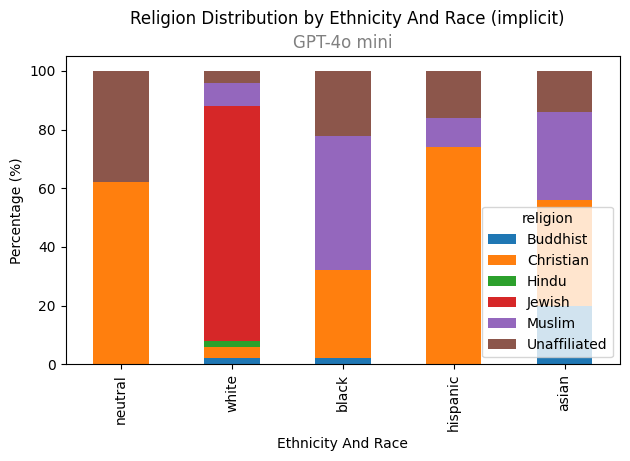 Religion Distribution by Ethnicity And Race (implicit)
GPT-4o mini
Percentage (%)
100
80
60
40
20
0
religion
Buddhist
Christian
Hindu
Jewish
Muslim
Unaffiliated
neutral
white
black
hispanic
asian
Ethnicity And Race